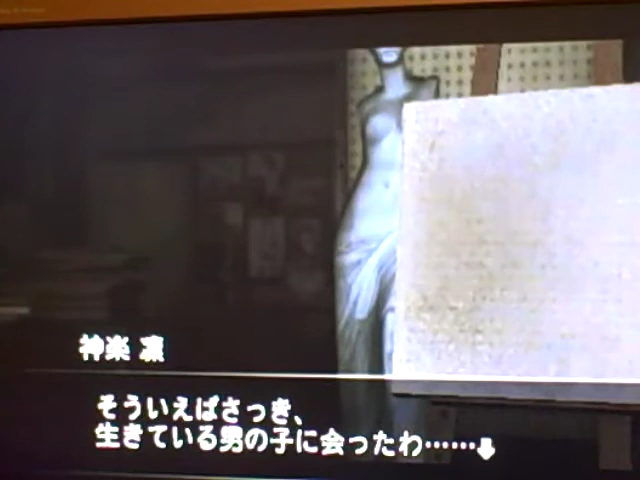 神楽 凛
そういえばさっき、
生きている男の子に会ったわ……